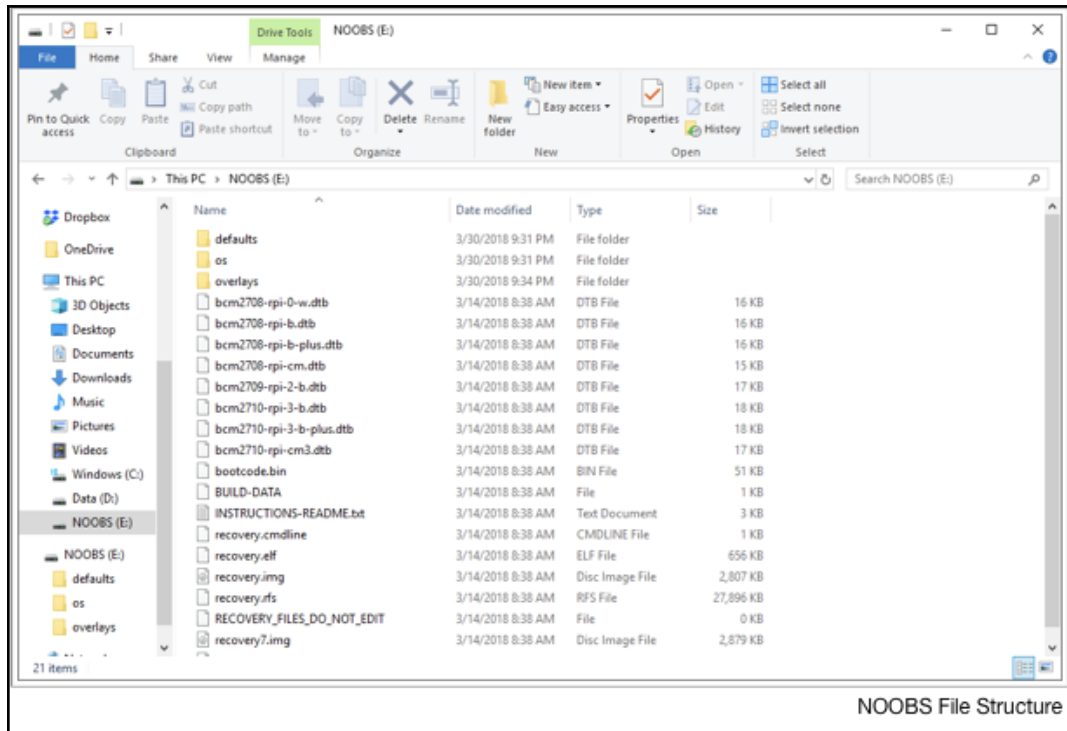 Drive Tools NOOBS (E:)
File Home Share View Manage
Pin to Quick access Copy Paste Cut Copy path Paste shortcut Move to Copy to Delete Rename New folder New item Easy access Properties Open Edit History Select all Select none Invert selection
Clipboard Organize New Open Select
This PC > NOOBS (E:) Search NOOBS (E:)
Dropbox
OneDrive
This PC
3D Objects
Desktop
Documents
Downloads
Music
Pictures
Videos
Windows (C:)
Data (D:)
NOOBS (E:)
NOOBS (E:)
defaults
os
overlays
Name Date modified Type Size
defaults 3/30/2018 9:31 PM File folder
os 3/30/2018 9:31 PM File folder
overlays 3/30/2018 9:34 PM File folder
bcm2708-rpi-0-w.dtb 3/14/2018 8:38 AM DTB File 16 KB
bcm2708-rpi-b.dtb 3/14/2018 8:38 AM DTB File 16 KB
bcm2708-rpi-b-plus.dtb 3/14/2018 8:38 AM DTB File 16 KB
bcm2708-rpi-cm.dtb 3/14/2018 8:38 AM DTB File 15 KB
bcm2709-rpi-2-b.dtb 3/14/2018 8:38 AM DTB File 17 KB
bcm2710-rpi-3-b.dtb 3/14/2018 8:38 AM DTB File 18 KB
bcm2710-rpi-3-b-plus.dtb 3/14/2018 8:38 AM DTB File 18 KB
bcm2710-rpi-cm3.dtb 3/14/2018 8:38 AM DTB File 17 KB
bootcode.bin 3/14/2018 8:38 AM BIN File 51 KB
BUILD-DATA 3/14/2018 8:38 AM File 1 KB
INSTRUCTIONS-README.txt 3/14/2018 8:38 AM Text Document 3 KB
recovery.cmdline 3/14/2018 8:38 AM CMDLINE File 1 KB
recovery.elf 3/14/2018 8:38 AM ELF File 656 KB
recovery.img 3/14/2018 8:38 AM Disc Image File 2,807 KB
recovery.rfs 3/14/2018 8:38 AM RFS File 27,896 KB
RECOVERY_FILES_DO_NOT_EDIT 3/14/2018 8:38 AM File 0 KB
recovery7.img 3/14/2018 8:38 AM Disc Image File 2,879 KB
21 items
NOOBS File Structure